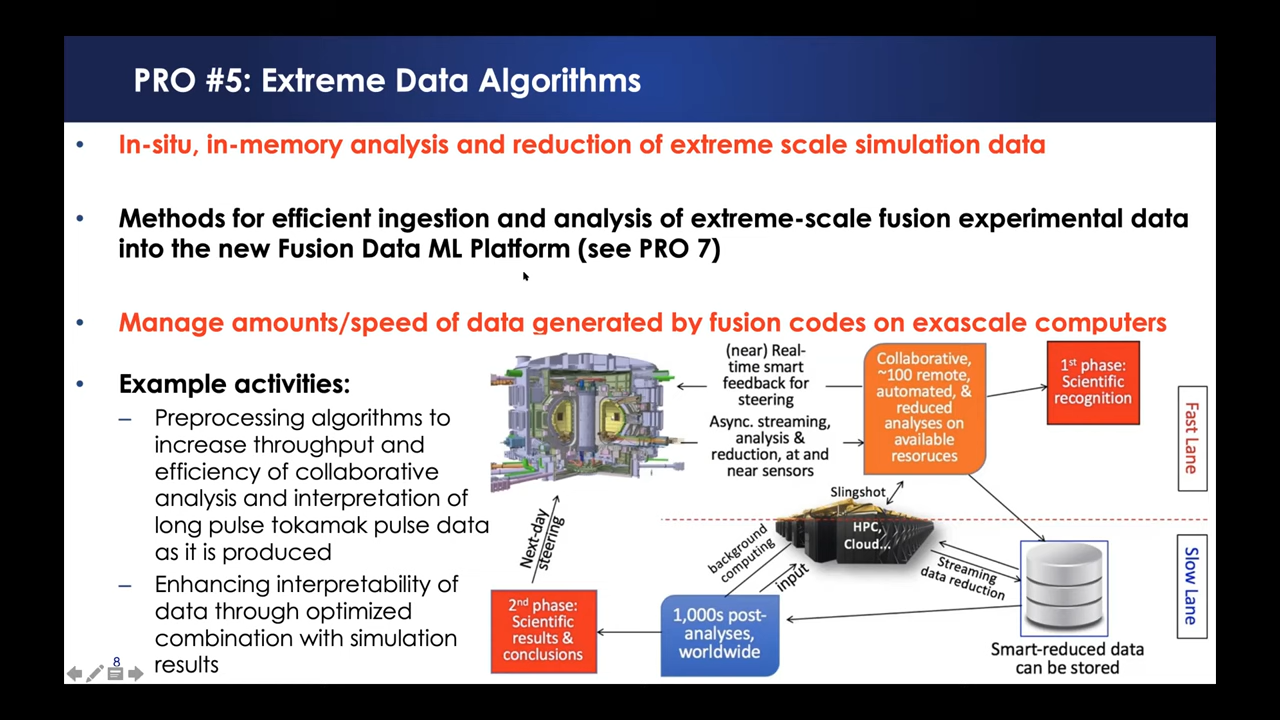 PRO #5: Extreme Data Algorithms
• In-situ, in-memory analysis and reduction of extreme scale simulation data
• Methods for efficient ingestion and analysis of extreme-scale fusion experimental data
into the new Fusion Data ML Platform (see PRO 7)
• Manage amounts/speed of data generated by fusion codes on exascale computers
• Example activities:
– Preprocessing algorithms to
increase throughput and
efficiency of collaborative
analysis and interpretation of
long pulse tokamak pulse data
as it is produced
– Enhancing interpretability of
data through optimized
combination with simulation
results
(near) Real-
time smart
feedback for
steering
Async. streaming,
analysis &
reduction, at and
near sensors
Collaborative,
~100 remote,
automated, &
reduced
analyses on
available
resoruces
1st phase:
Scientific
recognition
Fast Lane
Slingshot
HPC,
Cloud...
Next-day
steering
background
computing
input
Streaming
data reduction
Slow Lane
2nd phase:
Scientific
results &
conclusions
1,000s post-
analyses,
worldwide
Smart-reduced data
can be stored
8